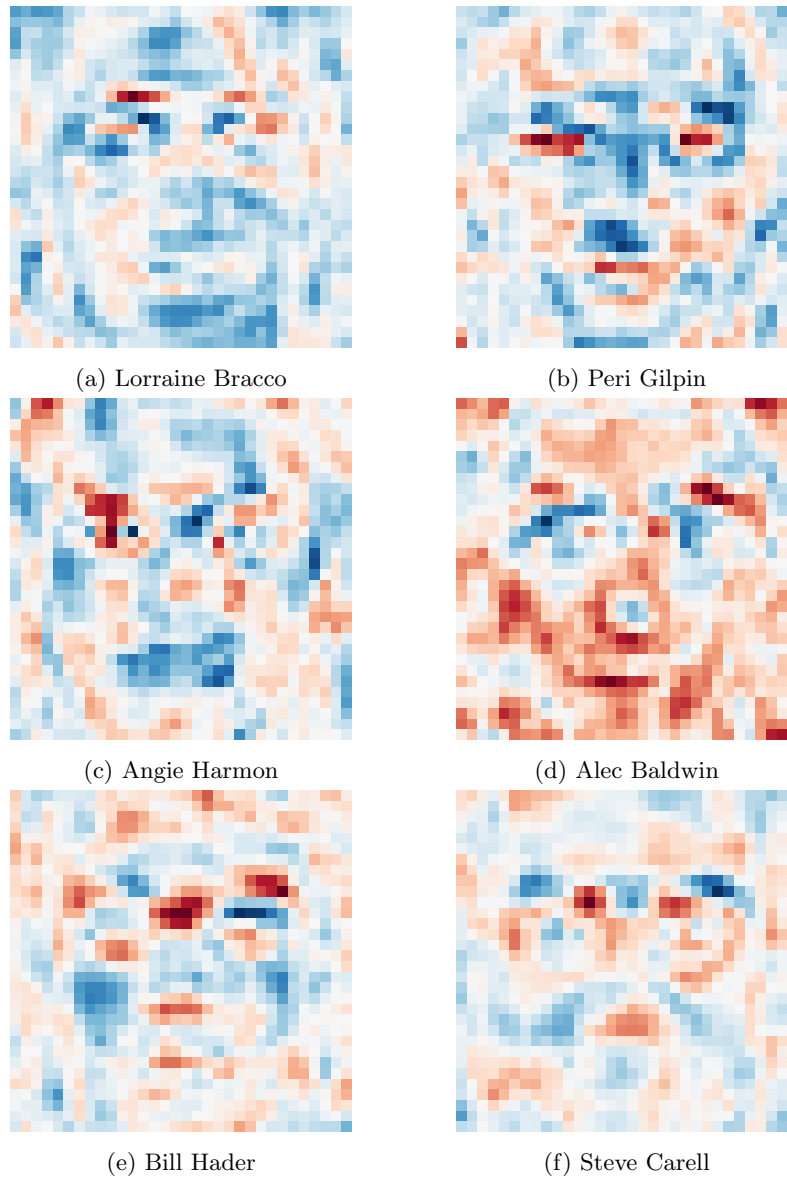 (a) Lorraine Bracco
(b) Peri Gilpin
(c) Angie Harmon
(d) Alec Baldwin
(e) Bill Hader
(f) Steve Carell